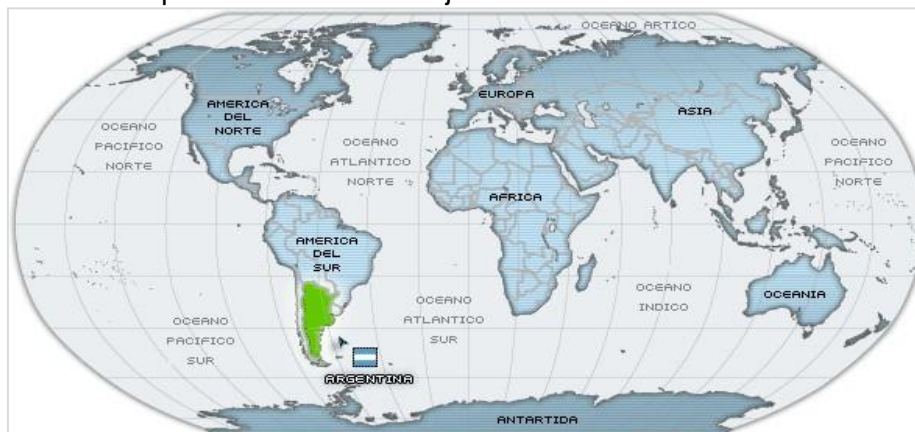 OCEANO ARTICO
EUROPA
ASIA
AMERICA
DEL
NORTE
OCEANO
PACIFICO
NORTE
OCEANO
ATLANTICO
NORTE
OCEANO
PACIFICO
NORTE
AFRICA
AMERICA
DEL
SUR
OCEANO
PACIFICO
SUR
OCEANO
ATLANTICO
SUR
OCEANO
INDICO
OCEANIA
ARGENTINA
ANTARTIDA